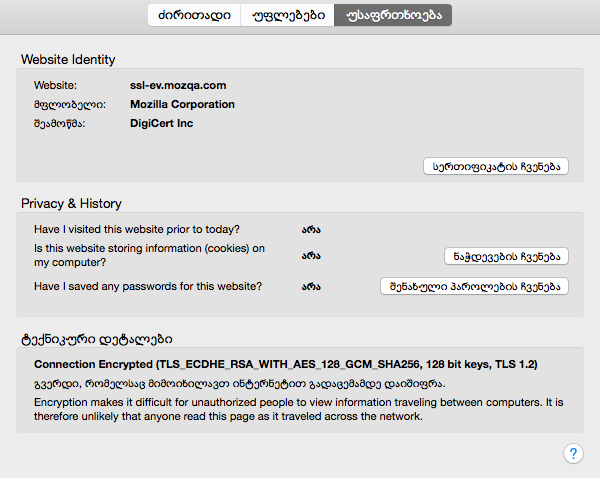 ძირითადი უფლებები უსაფრთხოება
Website Identity
Website: ssl-ev.mozqa.com
მფლობელი: Mozilla Corporation
შეამოწმა: DigiCert Inc
სერთიფიკატის ჩვენება
Privacy & History
Have I visited this website prior to today? არა
Is this website storing information (cookies) on
my computer? არა ნაჭდევების ჩვენება
Have I saved any passwords for this website? არა შენახული პაროლების ჩვენება
ტექნიკური დეტალები
Connection Encrypted (TLS_ECDHE_RSA_WITH_AES_128_GCM_SHA256, 128 bit keys, TLS 1.2)
გვერდი, რომელსაც მიმოიხილავთ ინტერნეტით გადაცემამდე დაიშიფრა.
Encryption makes it difficult for unauthorized people to view information traveling between computers. It is
therefore unlikely that anyone read this page as it traveled across the network.
?